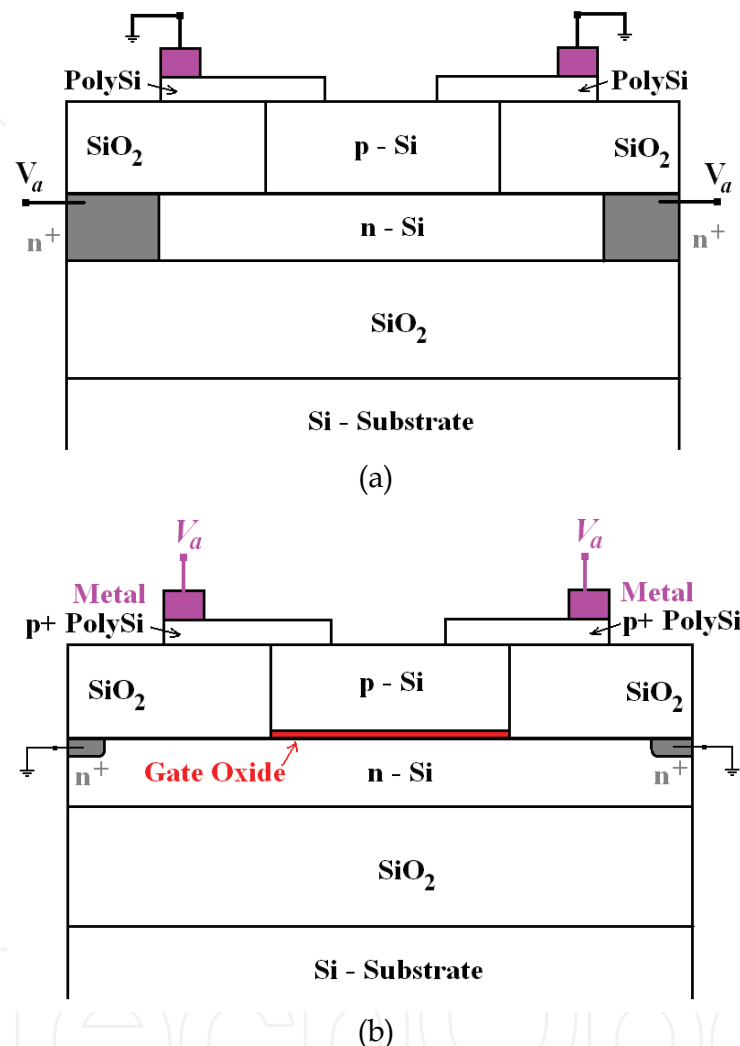 PolySi
PolySi
SiO2
p - Si
SiO2
Va
Va
n+
n - Si
n+
SiO2
Si - Substrate
(a)
Va
Va
Metal
Metal
p+ PolySi
p+ PolySi
SiO2
p - Si
SiO2
n+
Gate Oxide
n - Si
n+
SiO2
Si - Substrate
(b)